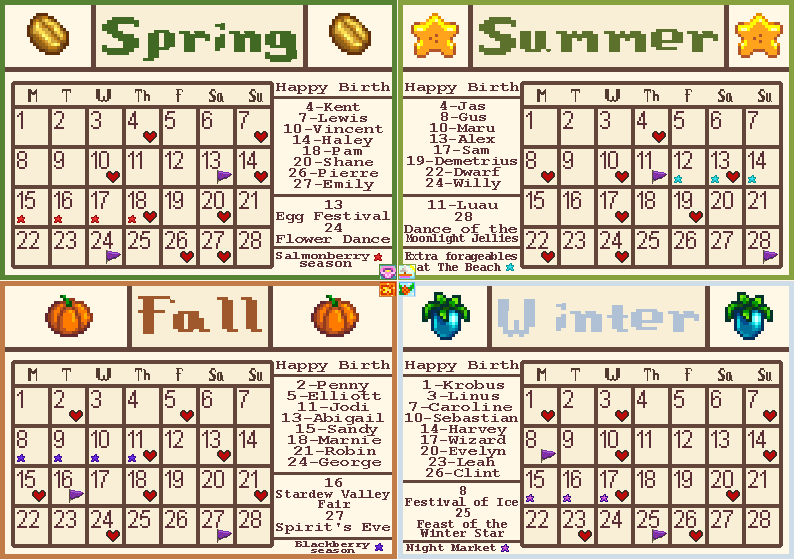 Spring
M T W Th F Sa Su
1 2 3 4 5 6 7
8 9 10 11 12 13 14
15 16 17 18 19 20 21
22 23 24 25 26 27 28
Happy Birth
4-Kent
7-Lewis
10-Vincent
14-Haley
18-Pam
20-Shane
26-Pierre
27-Emily
13
Egg Festival
24
Flower Dance
Salmonberry
season
Summer
Happy Birth
4-Jas
8-Gus
10-Maru
13-Alex
17-Sam
19-Demetrius
22-Dwarf
24-Willy
11-Luau
28
Dance of the
Moonlight Jellies
Extra forageables
at The Beach
M T W Th F Sa Su
1 2 3 4 5 6 7
8 9 10 11 12 13 14
15 16 17 18 19 20 21
22 23 24 25 26 27 28
Fall
M T W Th F Sa Su
1 2 3 4 5 6 7
8 9 10 11 12 13 14
15 16 17 18 19 20 21
22 23 24 25 26 27 28
Happy Birth
2-Penny
5-Elliott
11-Jodi
13-Abigail
15-Sandy
18-Marnie
21-Robin
24-George
16
Stardew Valley
Fair
27
Spirit's Eve
Blackberry
season
Winter
Happy Birth
1-Krobus
3-Linus
7-Caroline
10-Sebastian
14-Harvey
17-Wizard
20-Evelyn
23-Leah
26-Clint
8
Festival of Ice
25
Feast of the
Winter Star
Night Market
M T W Th F Sa Su
1 2 3 4 5 6 7
8 9 10 11 12 13 14
15 16 17 18 19 20 21
22 23 24 25 26 27 28